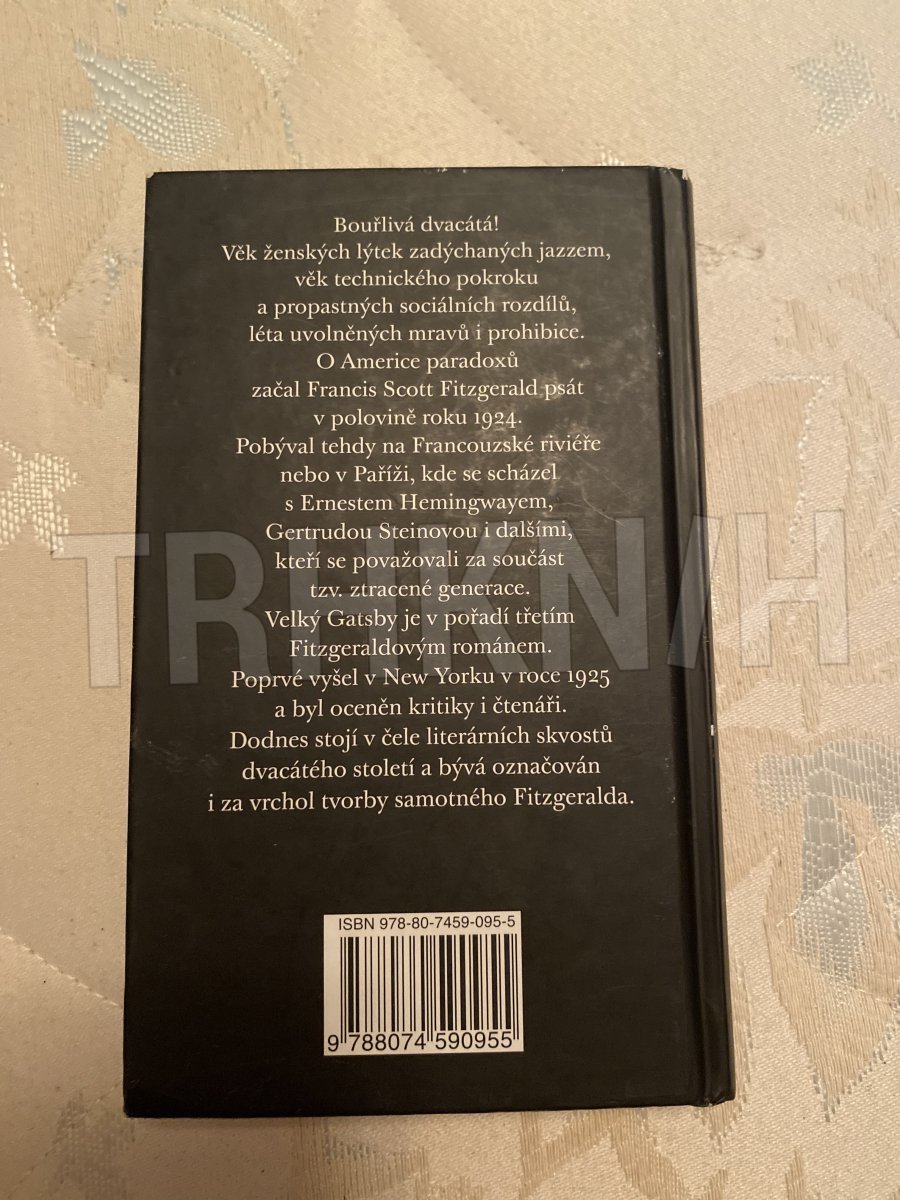 Bouřlivá dvacátá!
Věk ženských lýtek zadýchaných jazzem,
věk technického pokroku
a propastných sociálních rozdílů,
léta uvolněných mravů i prohibice.
O Americe paradoxů
začal Francis Scott Fitzgerald psát
v polovině roku 1924.
Pobýval tehdy na Francouzské riviéře
nebo v Paříži, kde se scházel
s Ernestem Hemingwayem,
Gertrudou Steinovou i dalšími,
kteří se považovali za součást
tzv. ztracené generace.
Velký Gatsby je v pořadí třetím
Fitzgeraldovým románem.
Poprvé vyšel v New Yorku v roce 1925
a byl oceněn kritiky i čtenáři.
Dodnes stojí v čele literárních skvostů
dvacátého století a bývá označován
i za vrchol tvorby samotného Fitzgeralda.
TRHKNIH
ISBN 978-80-7459-095-5
9 788074 590955